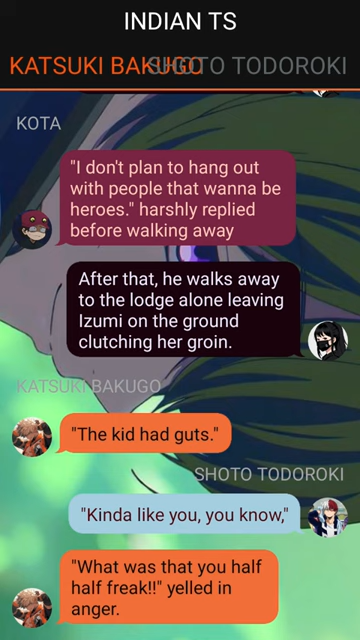 INDIAN TS
KATSUKI BAKUGO
SHOTO TODOROKI
KOTA
"I don't plan to hang out
with people that wanna be
heroes." harshly replied
before walking away
After that, he walks away
to the lodge alone leaving
Izumi on the ground
clutching her groin.
KATSUKI BAKUGO
"The kid had guts."
SHOTO TODOROKI
"Kinda like you, you know,"
"What was that you half
half freak!!" yelled in
anger.